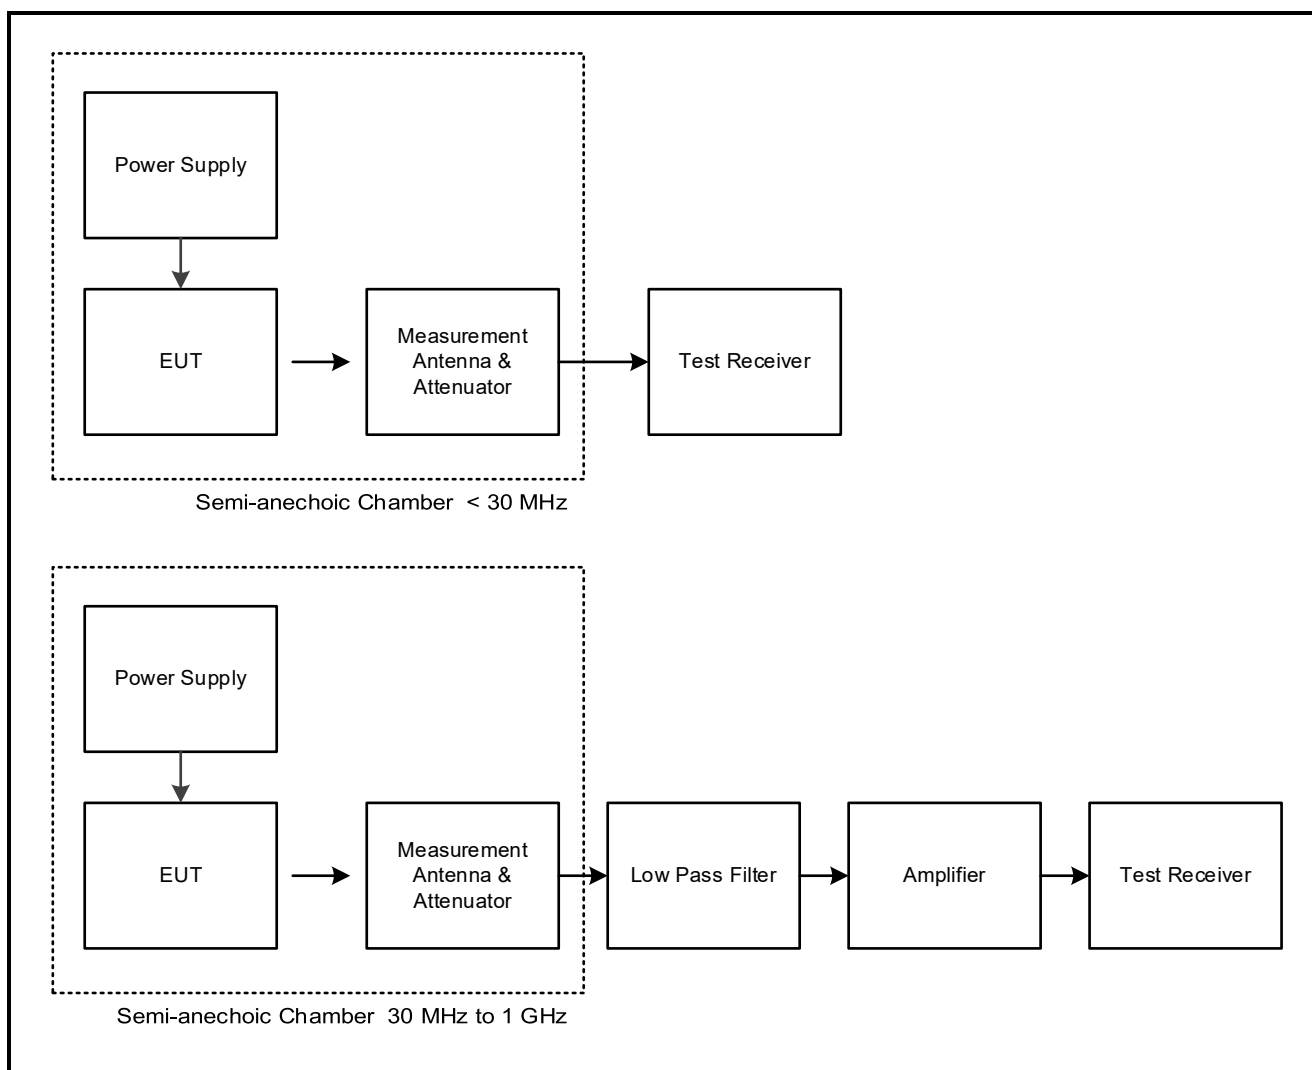 Power Supply
EUT
Measurement
Antenna &
Attenuator
Test Receiver
Semi-anechoic Chamber < 30 MHz
Power Supply
EUT
Measurement
Antenna &
Attenuator
Low Pass Filter
Amplifier
Test Receiver
Semi-anechoic Chamber 30 MHz to 1 GHz